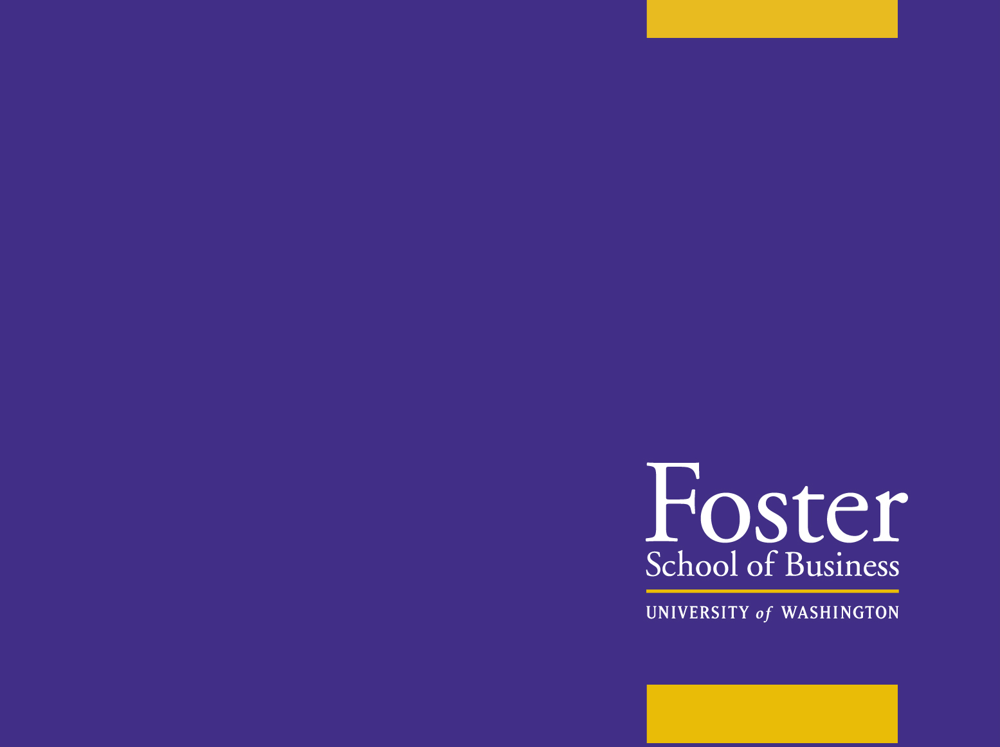 Foster
School of Business
UNIVERSITY of WASHINGTON